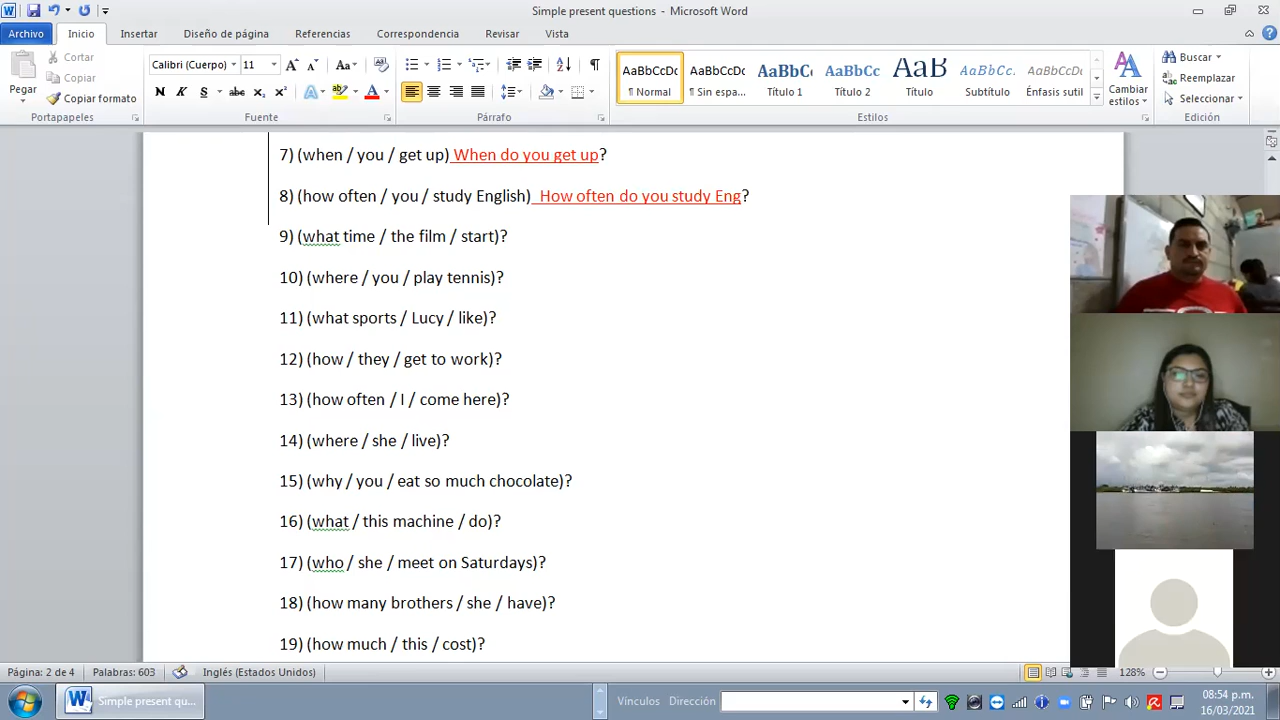 Simple present questions - Microsoft Word
Archivo Inicio Insertar Diseño de página Referencias Correspondencia Revisar Vista
Pegar
Cortar
Copiar
Copiar formato
Portapapeles
Calibri (Cuerpo) 11
Fuente
Párrafo
AaBbCcDc AaBbCcDc AaBbC AaBbCc AaB AaBbCc. AaBbCcDc
¶ Normal ¶ Sin espa... Título 1 Título 2 Título Subtítulo Énfasis sutil
Cambiar estilos
Estilos
Buscar
Reemplazar
Seleccionar
Edición
7) (when / you / get up) When do you get up?
8) (how often / you / study English) How often do you study Eng?
9) (what time / the film / start)?
10) (where / you / play tennis)?
11) (what sports / Lucy / like)?
12) (how / they / get to work)?
13) (how often / I / come here)?
14) (where / she / live)?
15) (why / you / eat so much chocolate)?
16) (what / this machine / do)?
17) (who / she / meet on Saturdays)?
18) (how many brothers / she / have)?
19) (how much / this / cost)?
Página: 2 de 4 Palabras: 603 Inglés (Estados Unidos) 128%
Simple present qu... Vínculos Dirección 08:54 p.m.
16/03/2021